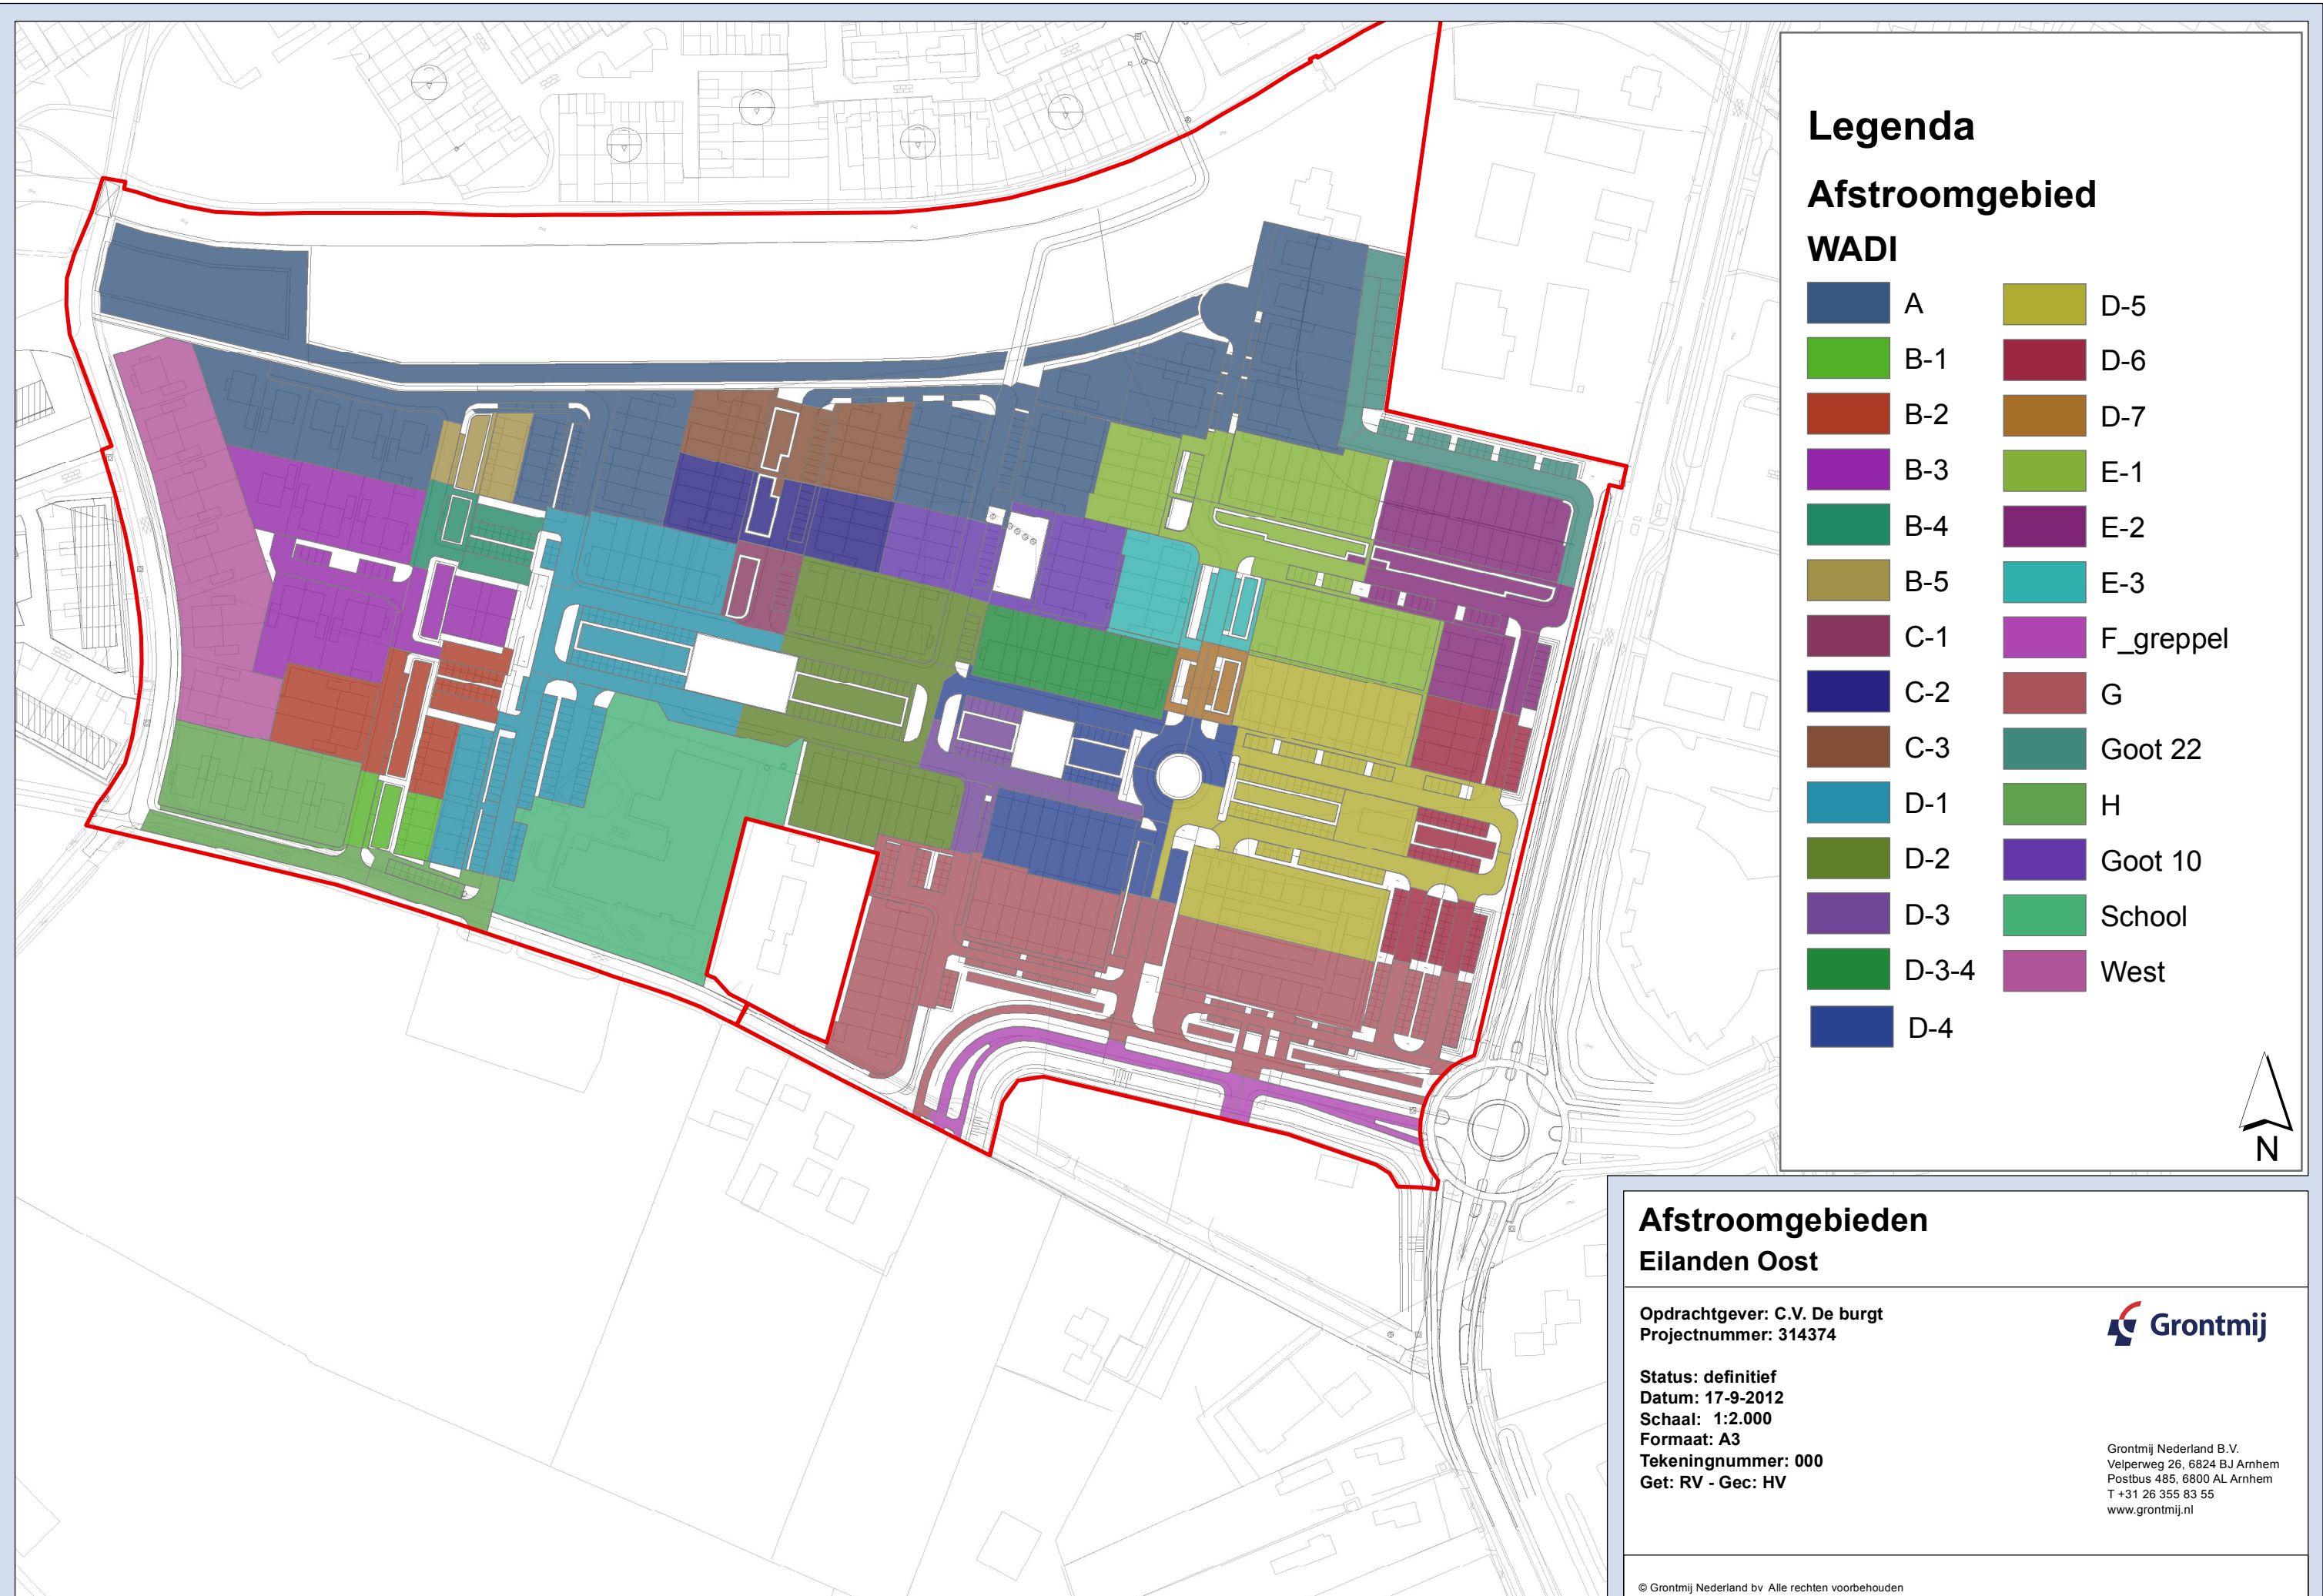 Legenda
Afstroomgebied
WADI
A
B-1
B-2
B-3
B-4
B-5
C-1
C-2
C-3
D-1
D-2
D-3
D-3-4
D-4
D-5
D-6
D-7
E-1
E-2
E-3
F_greppel
G
Goot 22
H
Goot 10
School
West
N
Afstroomgebieden
Eilanden Oost
Opdrachtgever: C.V. De burgt
Projectnummer: 314374
Status: definitief
Datum: 17-9-2012
Schaal: 1:2.000
Formaat: A3
Tekeningnummer: 000
Get: RV - Gec: HV
Grontmij
Grontmij Nederland B.V.
Velperweg 26, 6824 BJ Arnhem
Postbus 485, 6800 AL Arnhem
T +31 26 355 83 55
www.grontmij.nl
© Grontmij Nederland bv Alle rechten voorbehouden